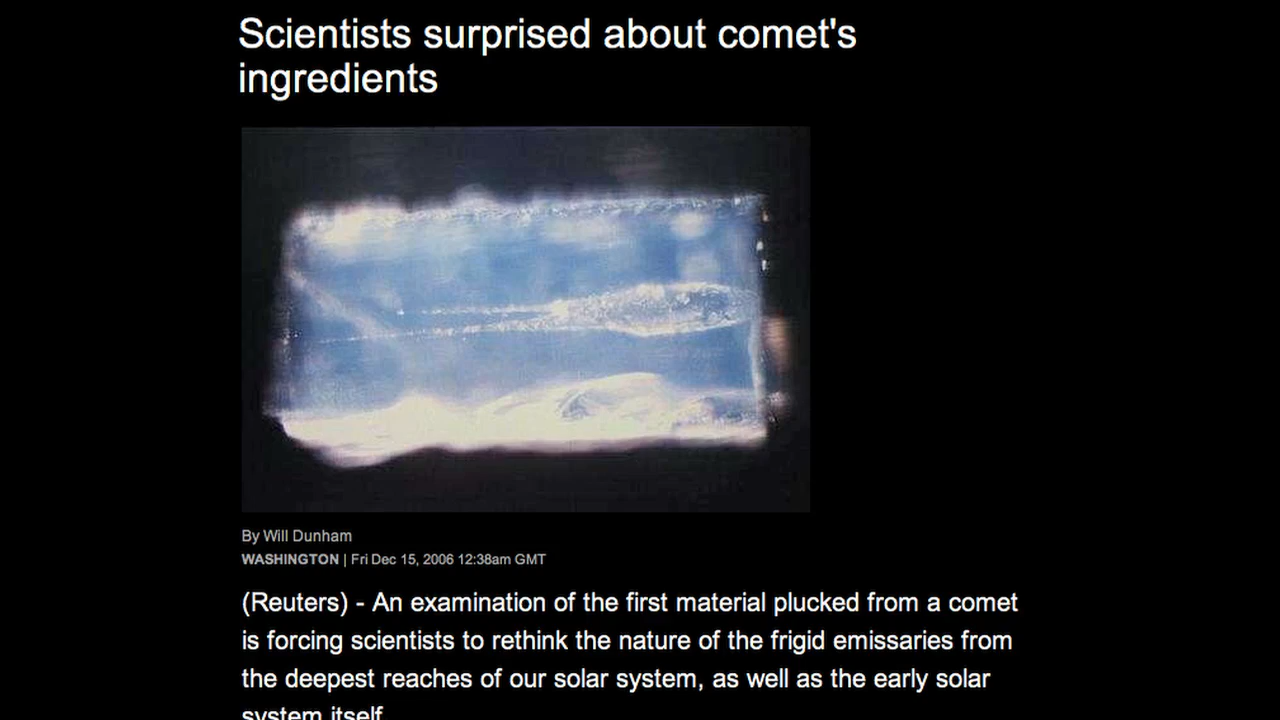 Scientists surprised about comet's
ingredients
By Will Dunham
WASHINGTON | Fri Dec 15, 2006 12:38am GMT
(Reuters) - An examination of the first material plucked from a comet
is forcing scientists to rethink the nature of the frigid emissaries from
the deepest reaches of our solar system, as well as the early solar
system itself